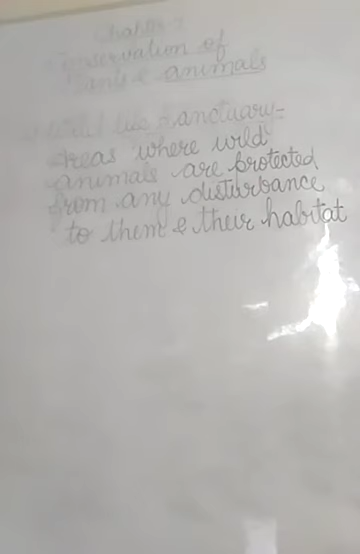 Chapter
Conservation of
Plants & animals
Wild life Sanctuary-
Areas where wild
animals are protected
from any disturbance
to them & their habitat